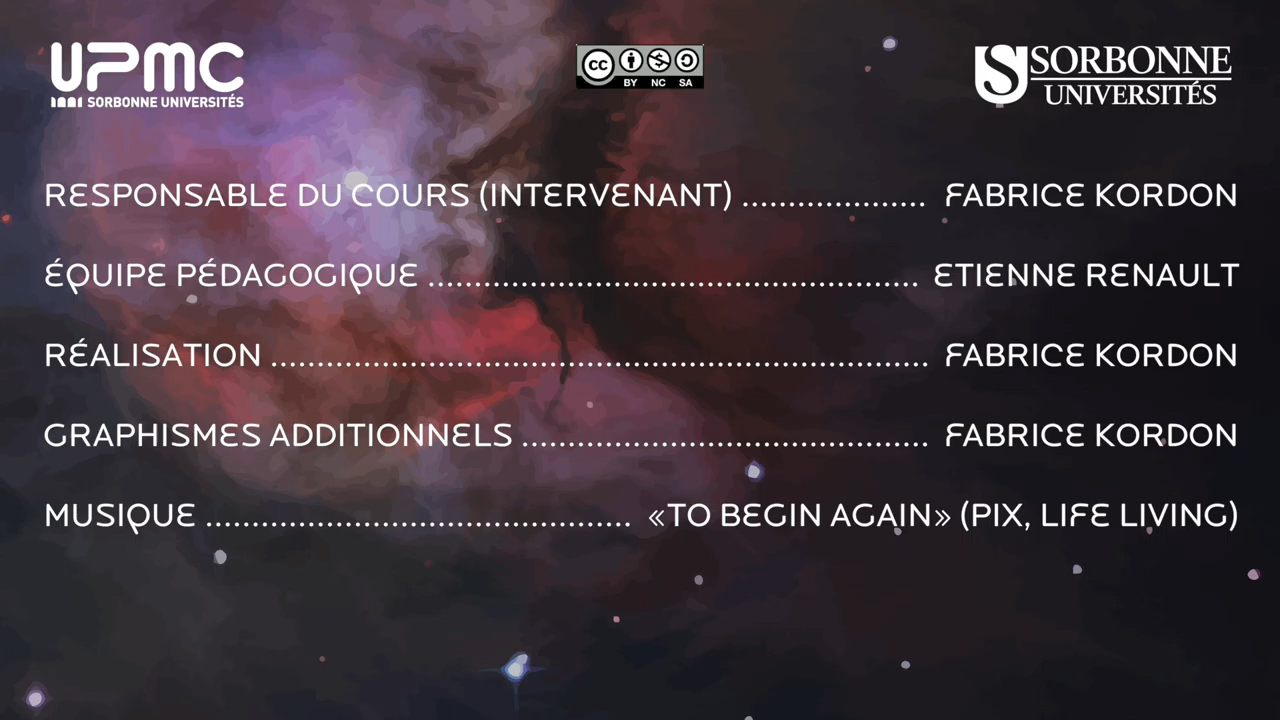 UPMC
SORBONNE UNIVERSITÉS
CC BY NC SA
SORBONNE
UNIVERSITÉS
RESPONSABLE DU COURS (INTERVENANT) ................... FABRICE KORDON
ÉQUIPE PÉDAGOGIQUE .................................................... ETIENNE RENAULT
RÉALISATION ...................................................................... FABRICE KORDON
GRAPHISMES ADDITIONNELS ........................................... FABRICE KORDON
MUSIQUE ............................................. «TO BEGIN AGAIN» (PIX, LIFE LIVING)